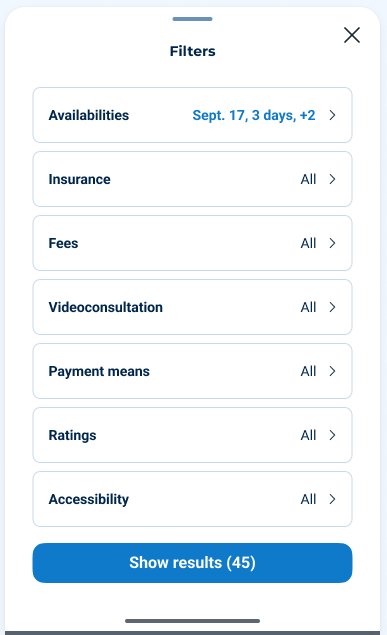 Filters
Availabilities Sept. 17, 3 days, +2
Insurance All
Fees All
Videoconsultation All
Payment means All
Ratings All
Accessibility All
Show results (45)